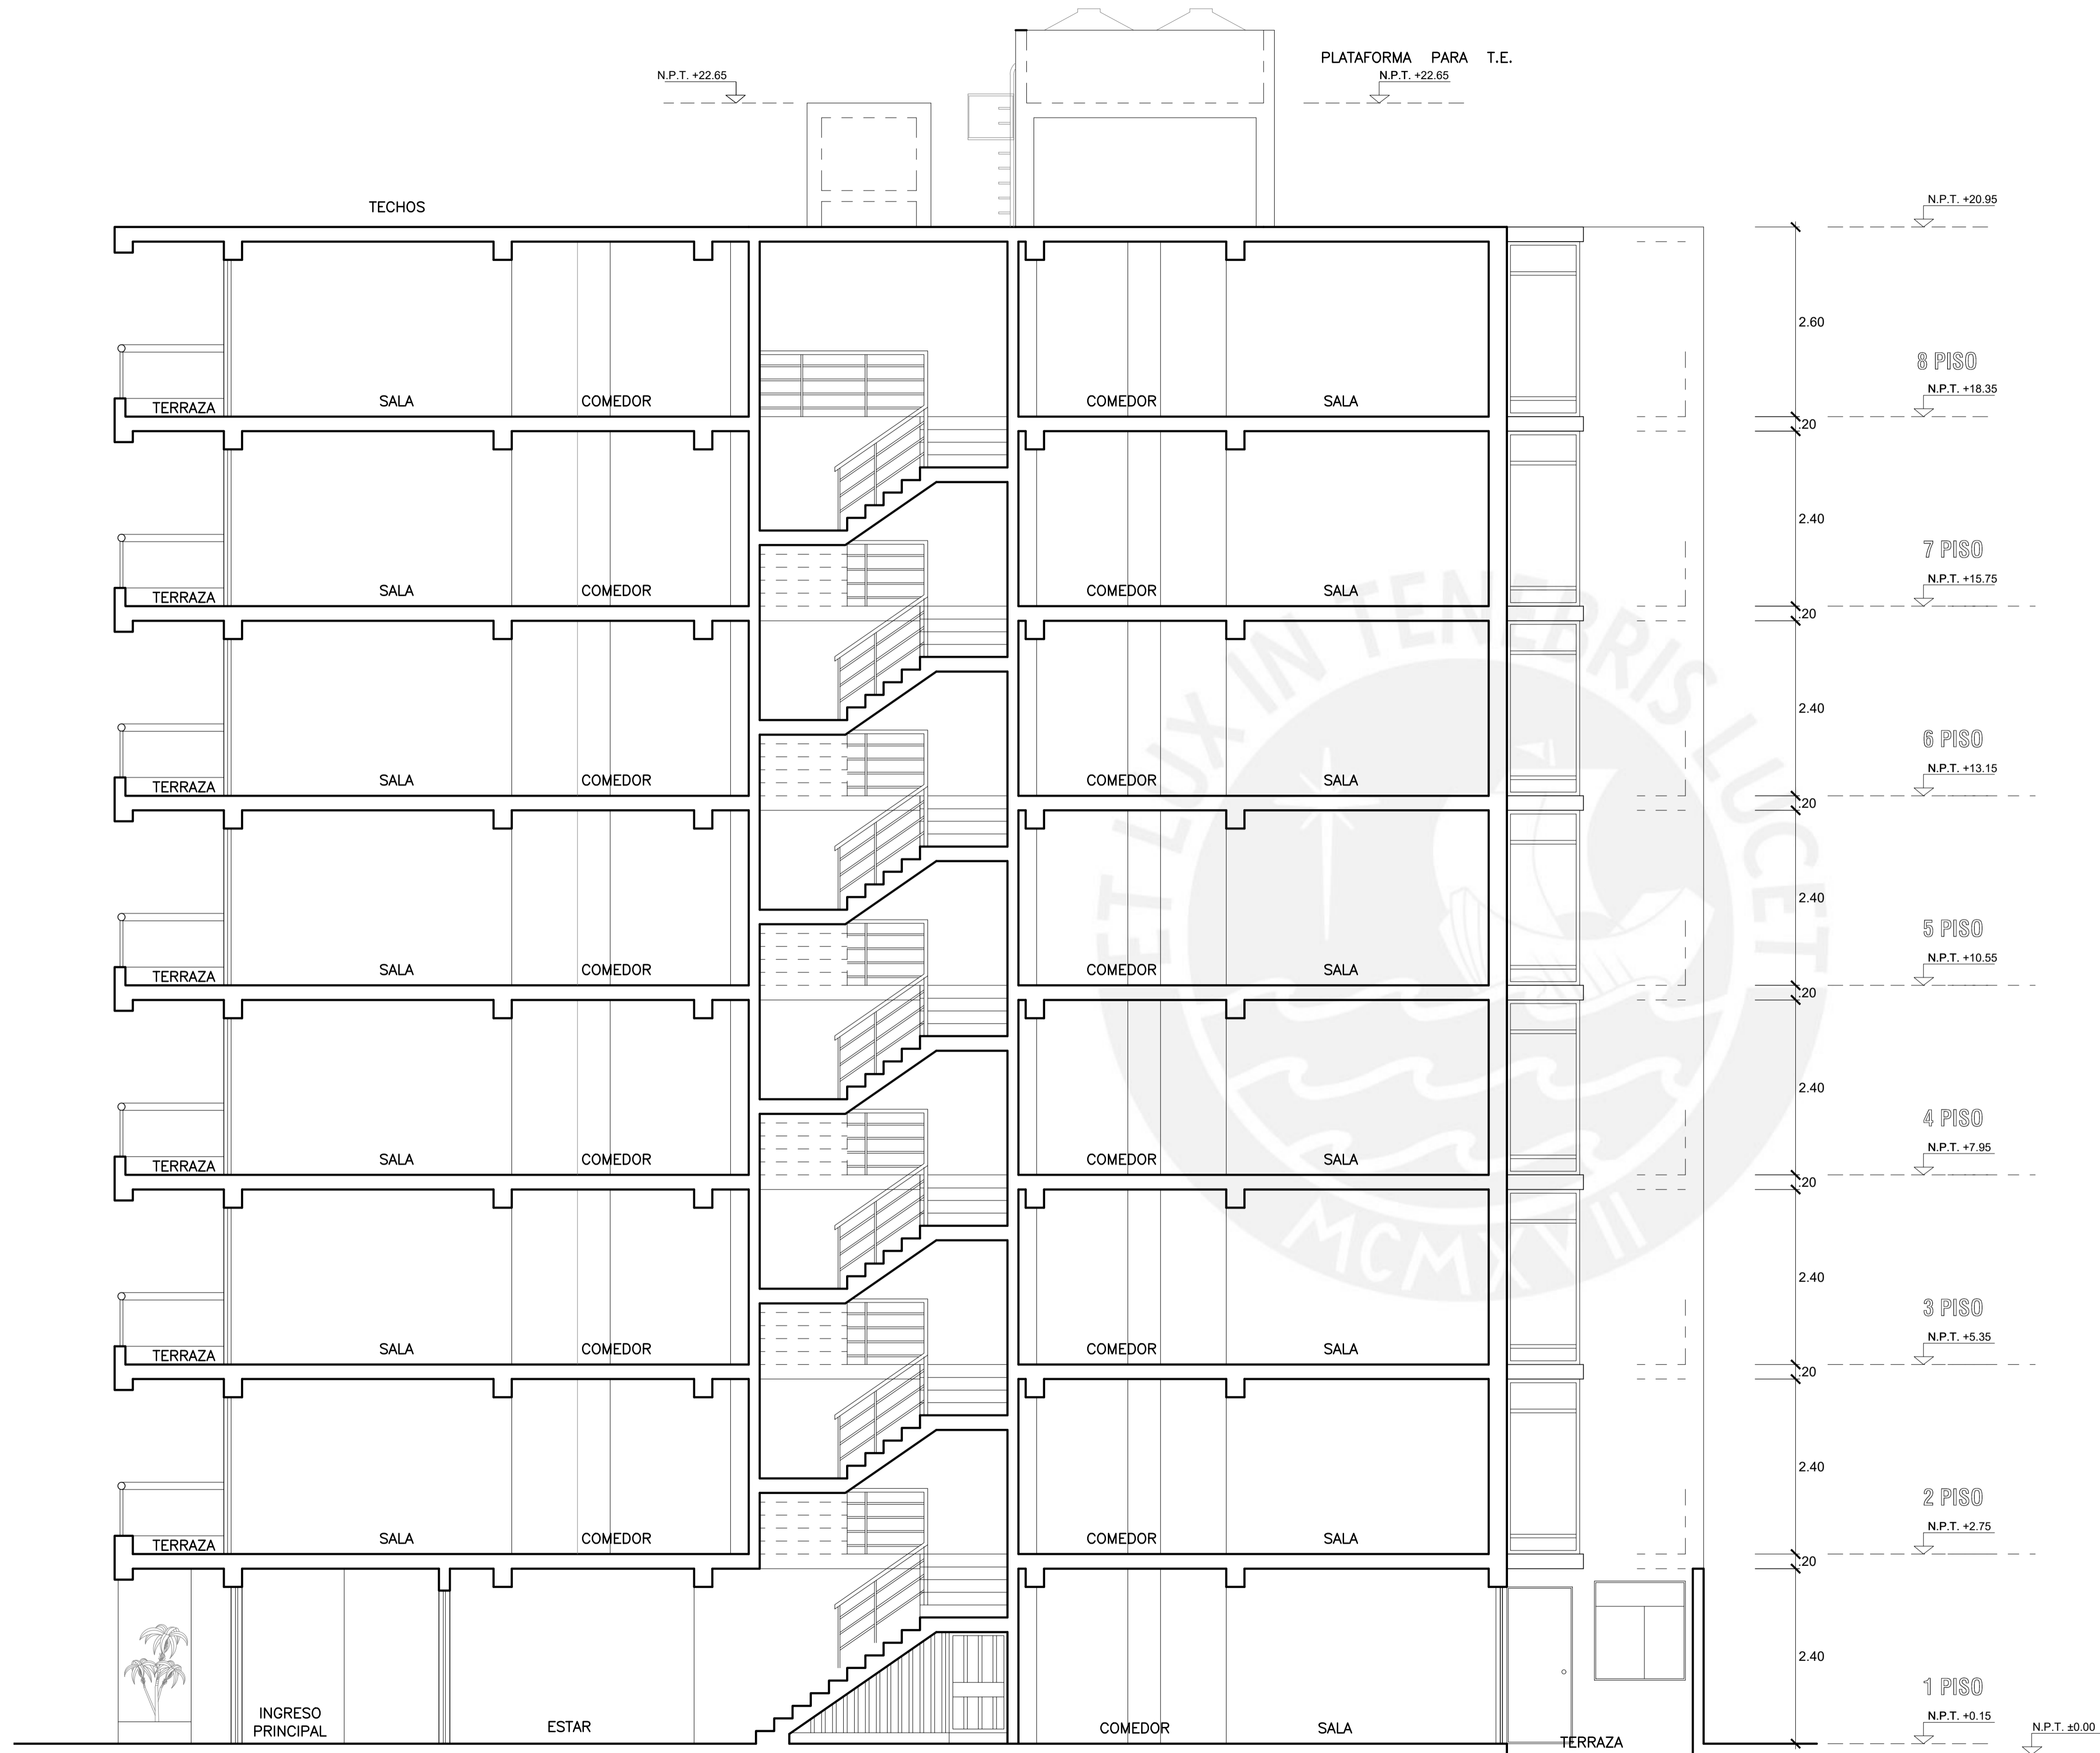 PLATAFORMA PARA T.E.
N.P.T. +22.65
N.P.T. +22.65
TECHOS
N.P.T. +20.95
2.60
8 PISO
N.P.T. +18.35
TERRAZA
SALA
COMEDOR
COMEDOR
SALA
.20
2.40
7 PISO
N.P.T. +15.75
TERRAZA
SALA
COMEDOR
COMEDOR
SALA
.20
2.40
6 PISO
N.P.T. +13.15
TERRAZA
SALA
COMEDOR
COMEDOR
SALA
.20
2.40
5 PISO
N.P.T. +10.55
TERRAZA
SALA
COMEDOR
COMEDOR
SALA
.20
2.40
4 PISO
N.P.T. +7.95
TERRAZA
SALA
COMEDOR
COMEDOR
SALA
.20
2.40
3 PISO
N.P.T. +5.35
TERRAZA
SALA
COMEDOR
COMEDOR
SALA
.20
2.40
2 PISO
N.P.T. +2.75
TERRAZA
SALA
COMEDOR
COMEDOR
SALA
.20
2.40
1 PISO
N.P.T. +0.15
N.P.T. ±0.00
INGRESO
PRINCIPAL
ESTAR
COMEDOR
SALA
TERRAZA
ET LUX IN TENEBRIS LUCET
MCMXVII